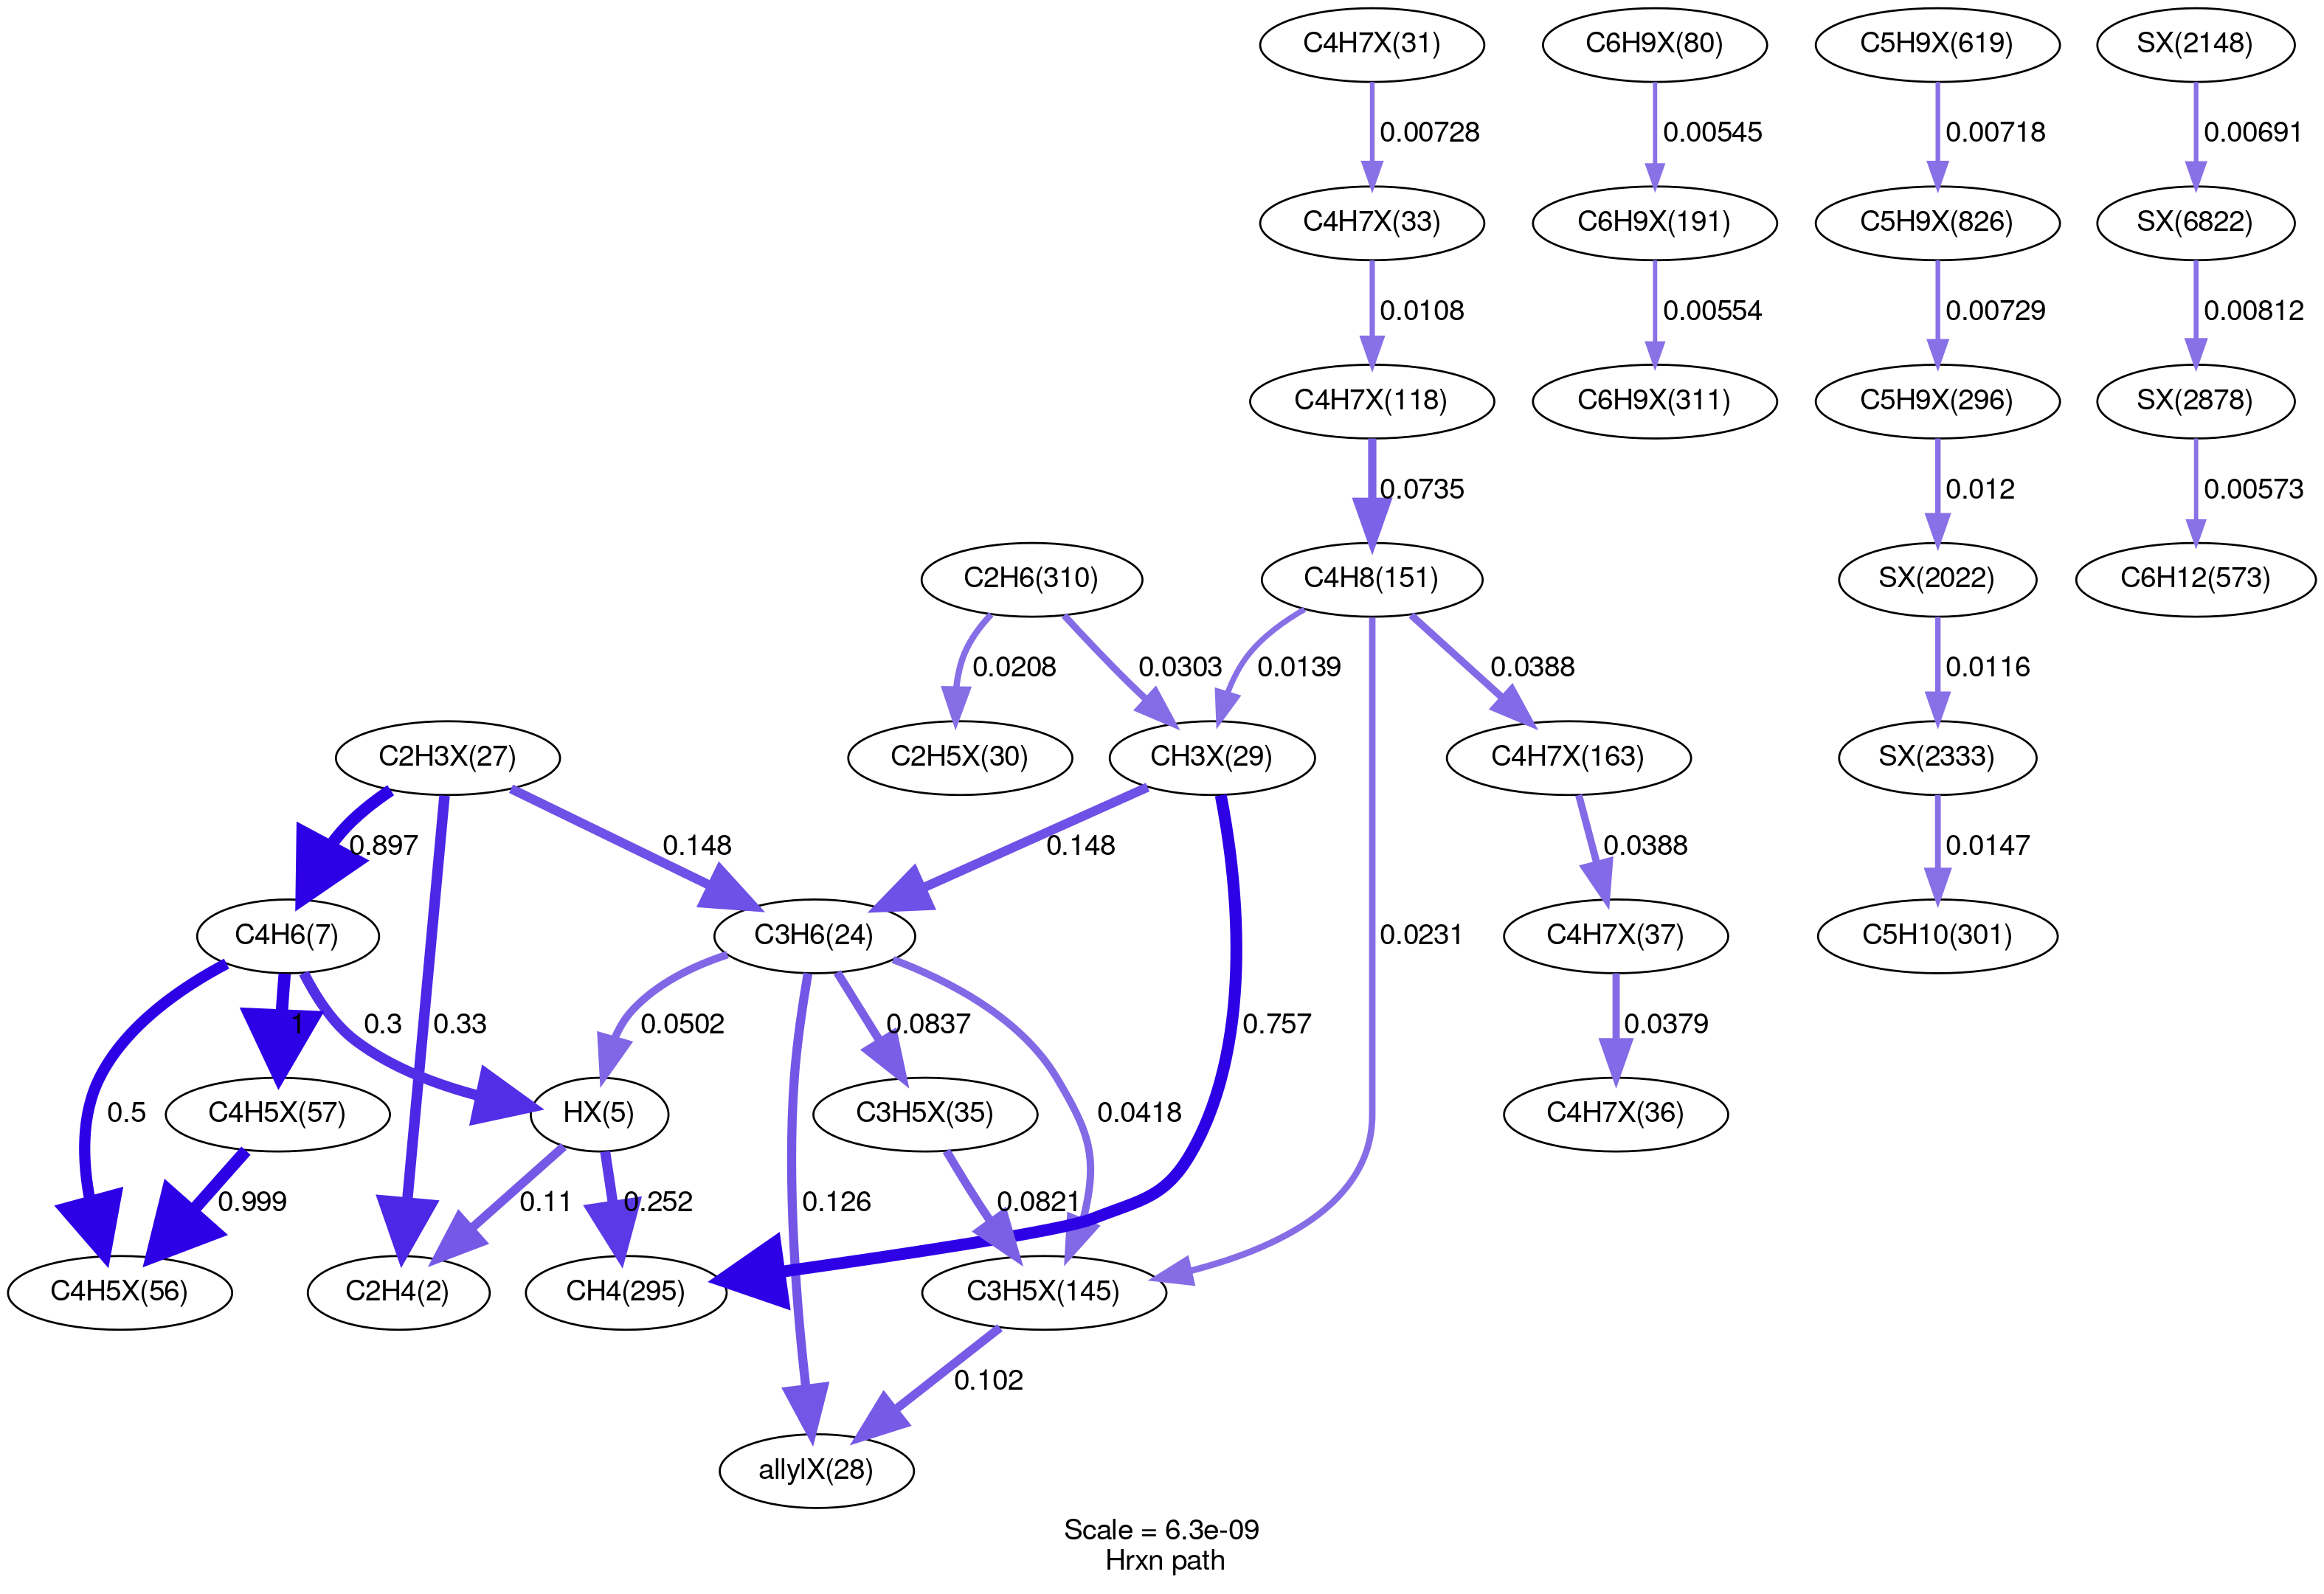 C4H7X(31)
C6H9X(80)
C5H9X(619)
SX(2148)
0.00728
0.00545
0.00718
0.00691
C4H7X(33)
C6H9X(191)
C5H9X(826)
SX(6822)
0.0108
0.00554
0.00729
0.00812
C4H7X(118)
C6H9X(311)
C5H9X(296)
SX(2878)
0.0735
0.012
0.00573
C2H6(310)
C4H8(151)
SX(2022)
C6H12(573)
0.0208
0.0303
0.0139
0.0388
0.0116
C2H3X(27)
C2H5X(30)
CH3X(29)
C4H7X(163)
SX(2333)
0.897
0.148
0.148
0.0388
0.0147
C4H6(7)
C3H6(24)
0.0231
C4H7X(37)
C5H10(301)
0.5
1
0.3
0.33
0.0502
0.0837
0.757
0.0379
C4H5X(57)
HX(5)
C3H5X(35)
0.0418
C4H7X(36)
0.999
0.11
0.252
0.126
0.0821
C4H5X(56)
C2H4(2)
CH4(295)
C3H5X(145)
0.102
allylX(28)
Scale = 6.3e-09
Hrxn path